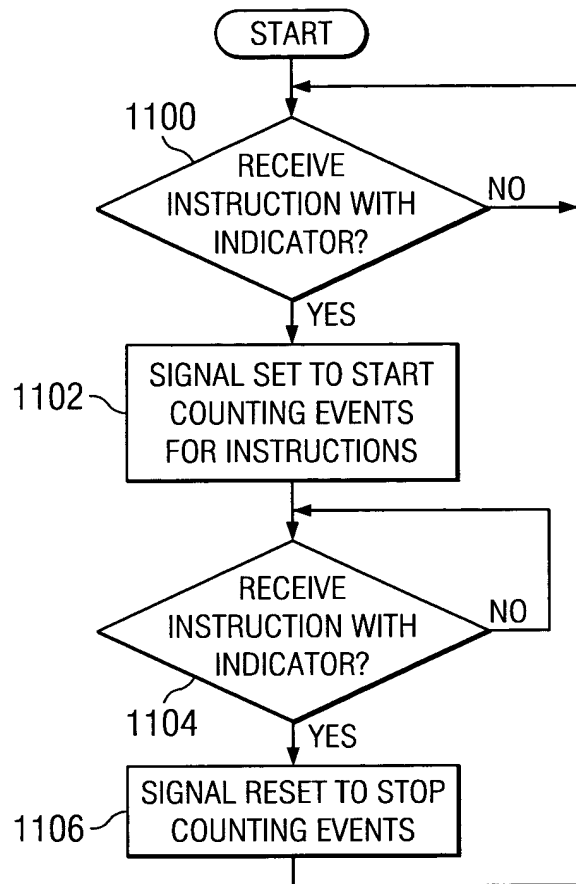 START
1100
RECEIVE
INSTRUCTION WITH
INDICATOR?
NO
YES
1102
SIGNAL SET TO START
COUNTING EVENTS
FOR INSTRUCTIONS
RECEIVE
INSTRUCTION WITH
INDICATOR?
NO
1104
YES
1106
SIGNAL RESET TO STOP
COUNTING EVENTS